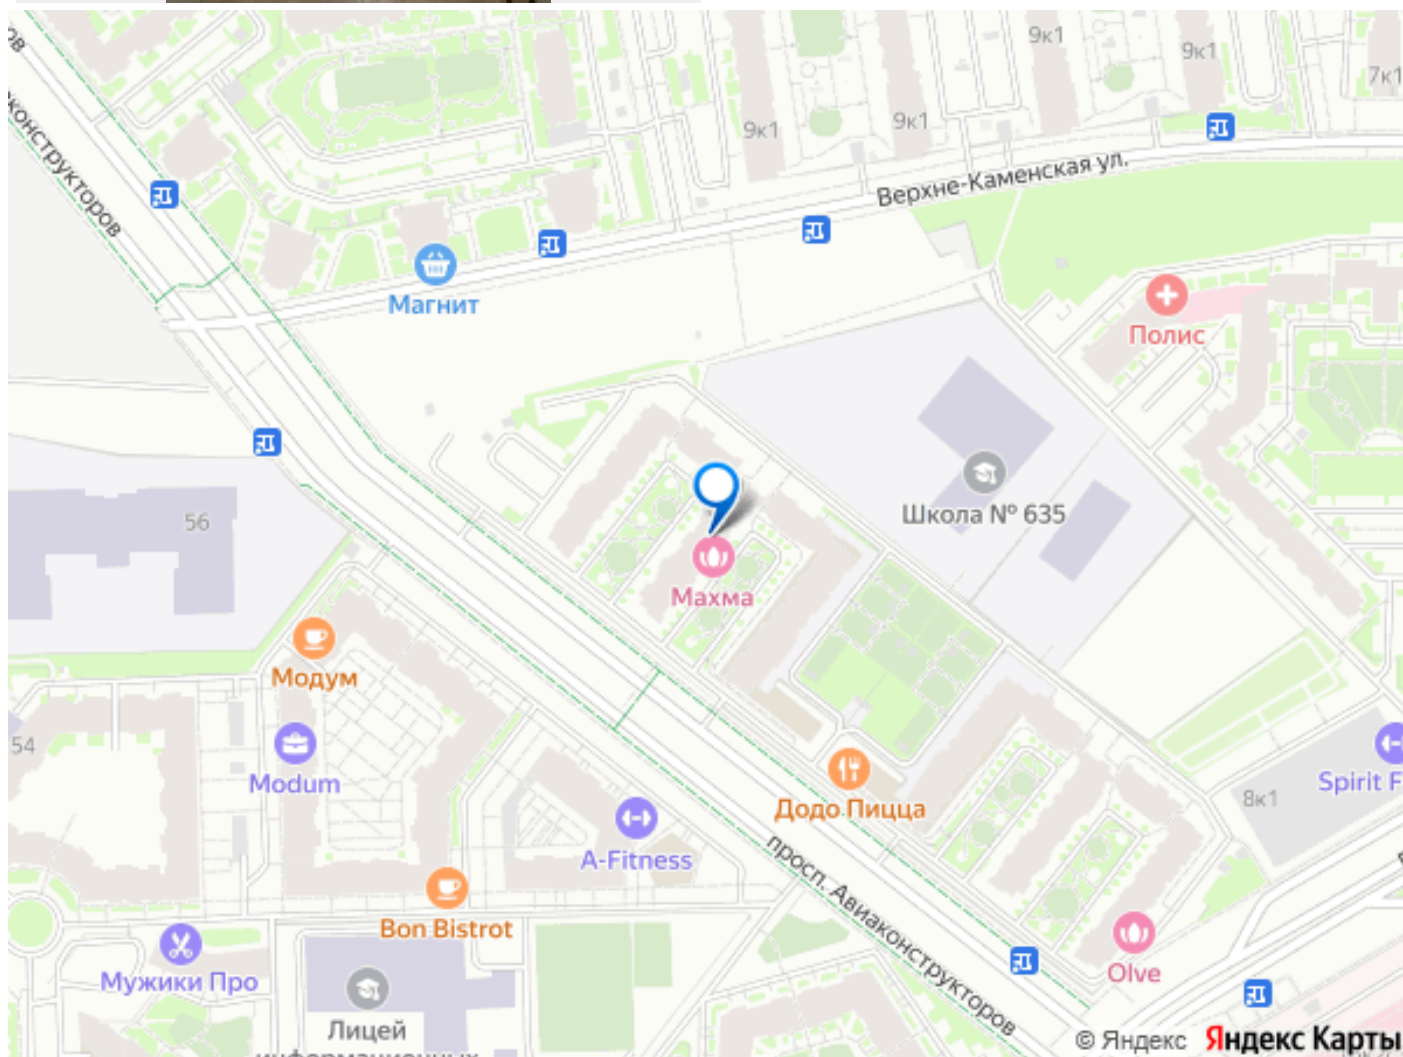 9к1
9к1
7к1
9к1
9к1
конструкторов
Верхне-Каменская ул.
Магнит
Полис
56
Школа № 635
Махма
Модум
54
Modum
Додо Пицца
8к1
Spirit F
A-Fitness
просп. Авиаконструкторов
Bon Bistrot
Мужики Про
Olve
Лицей
информационных
© Яндекс Яндекс Карты